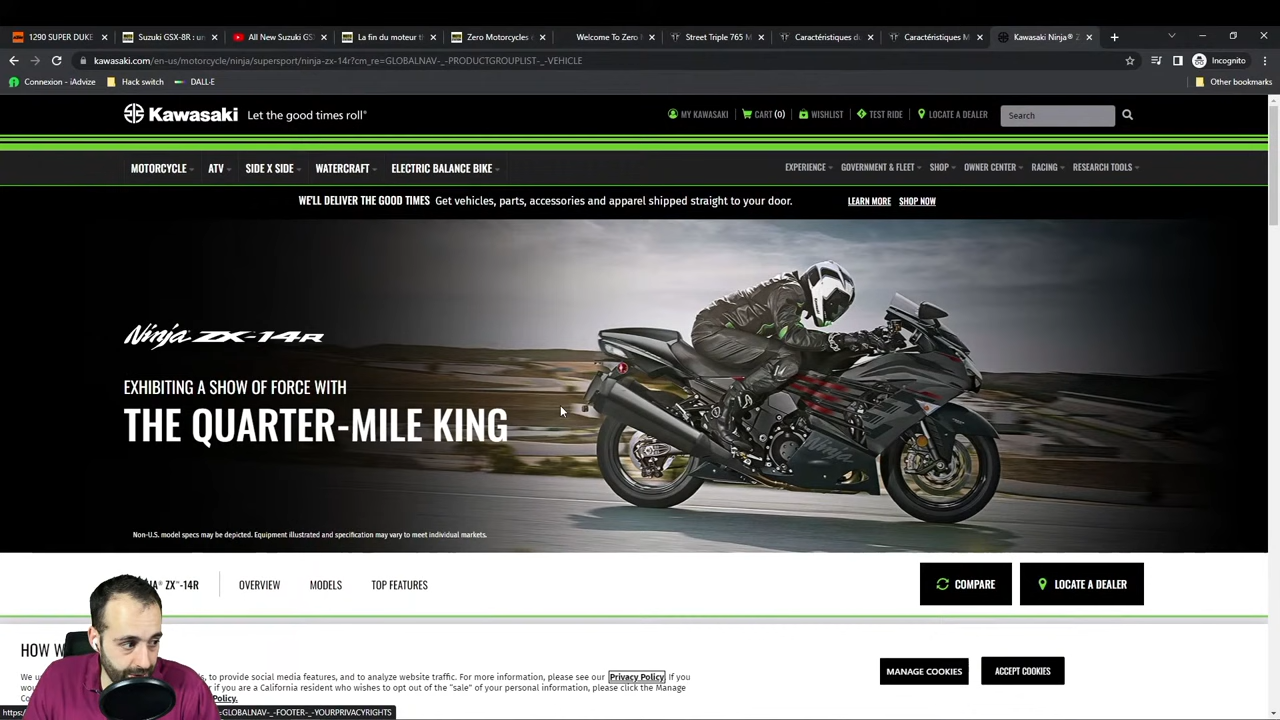 1290 SUPER DUKE
Suzuki GSX-8R : un
All New Suzuki GS
La fin du moteur th
Zero Motorcycles
Welcome To Zero
Street Triple 765 M
Caractéristiques du
Caractéristiques M
Kawasaki Ninja® Z
kawasaki.com/en-us/motorcycle/ninja/supersport/ninja-zx-14r?cm_re=GLOBALNAV-_-PRODUCTGROUPLIST-_-VEHICLE
Incognito
Connexion - iAdvize
Hack switch
DALL-E
Other bookmarks
Kawasaki
Let the good times roll®
MY KAWASAKI
CART (0)
WISHLIST
TEST RIDE
LOCATE A DEALER
Search
MOTORCYCLE
ATV
SIDE X SIDE
WATERCRAFT
ELECTRIC BALANCE BIKE
EXPERIENCE
GOVERNMENT & FLEET
SHOP
OWNER CENTER
RACING
RESEARCH TOOLS
WE'LL DELIVER THE GOOD TIMES Get vehicles, parts, accessories and apparel shipped straight to your door. LEARN MORE SHOP NOW
Ninja ZX-14R
EXHIBITING A SHOW OF FORCE WITH
THE QUARTER-MILE KING
Ninja
Non-U.S. model specs may be depicted. Equipment illustrated and specification may vary to meet individual markets.
ZX™-14R
OVERVIEW
MODELS
TOP FEATURES
COMPARE
LOCATE A DEALER
HOW W
provide social media features, and to analyze website traffic. For more information, please see our Privacy Policy. If you
if you are a California resident who wishes to opt out of the "sale" of your personal information, please click the Manage
Policy.
MANAGE COOKIES
ACCEPT COOKIES
=GLOBALNAV-_-FOOTER-_-YOURPRIVACYRIGHTS